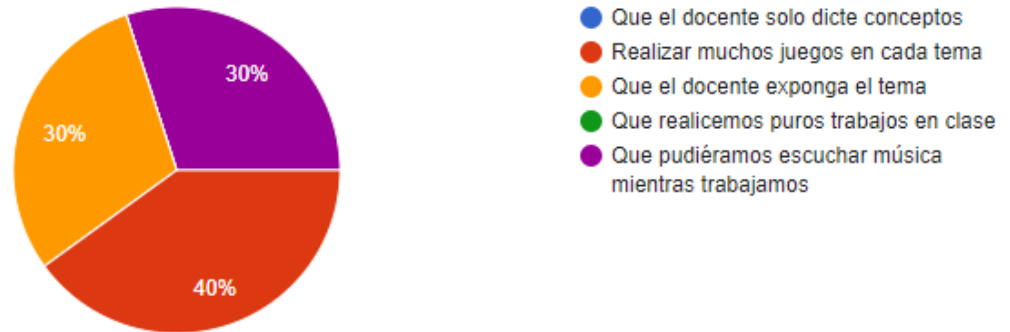 30%
30%
40%
Que el docente solo dicte conceptos
Realizar muchos juegos en cada tema
Que el docente exponga el tema
Que realicemos puros trabajos en clase
Que pudiéramos escuchar música
mientras trabajamos